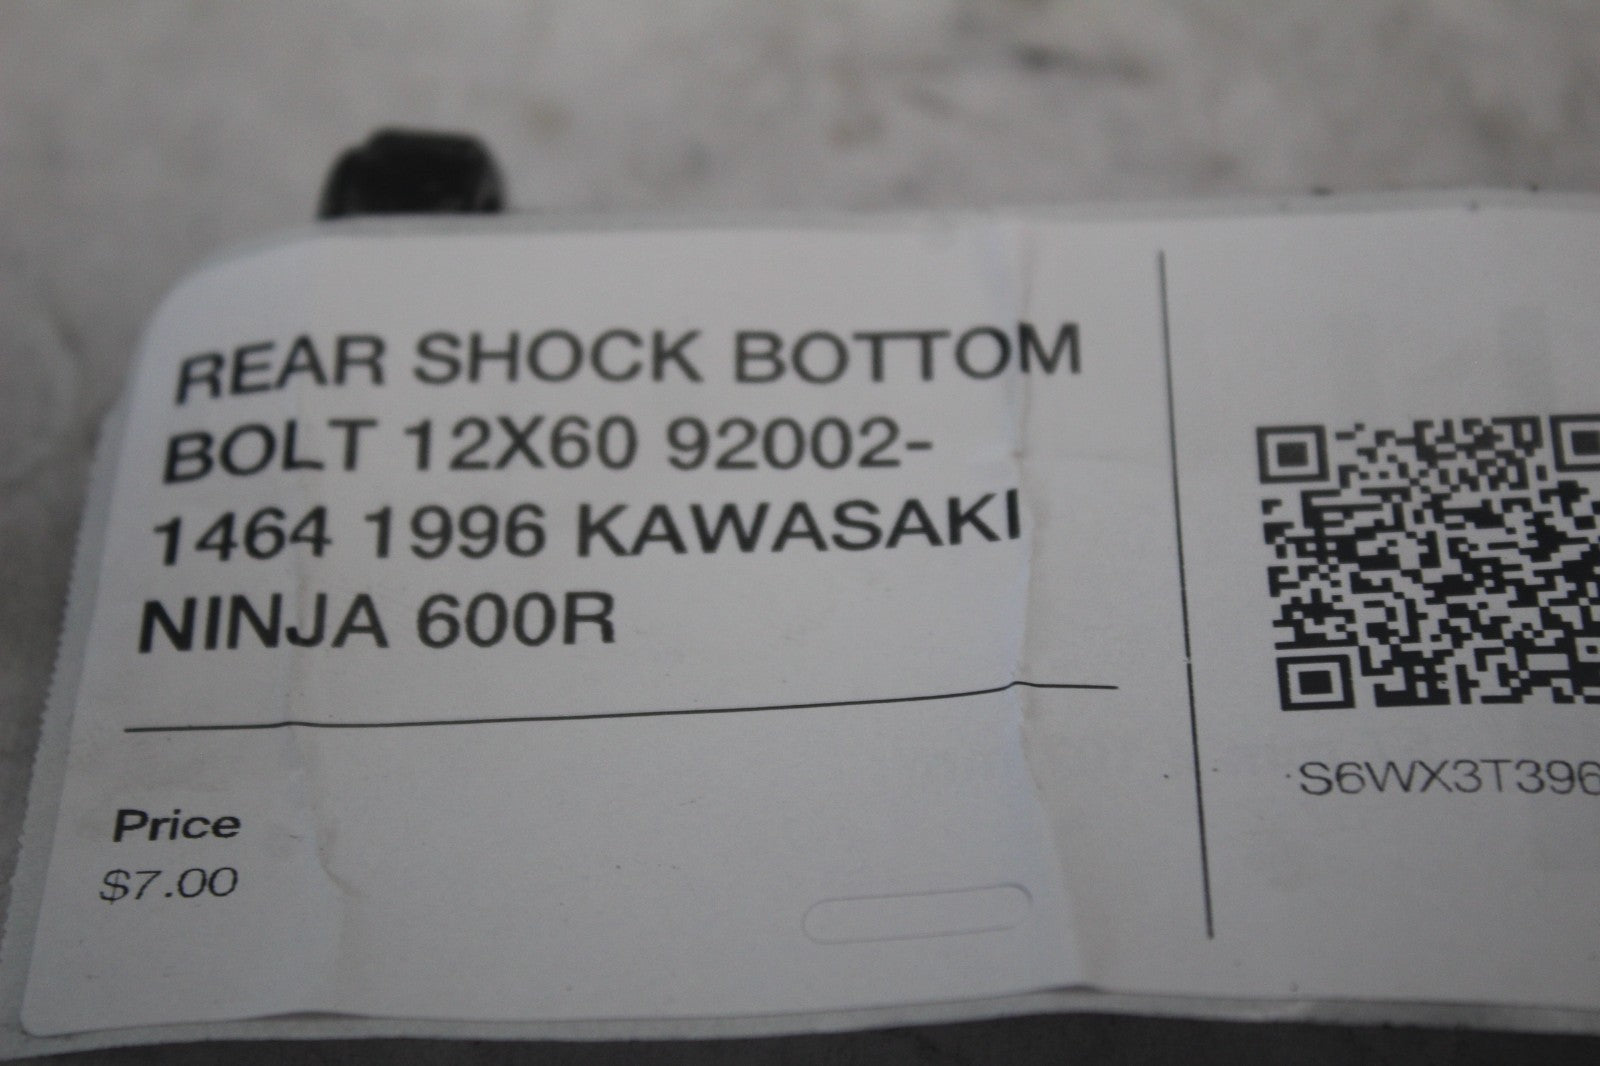 REAR SHOCK BOTTOM
BOLT 12X60 92002-
1464 1996 KAWASAKI
NINJA 600R
Price
$7.00
S6WX3T396